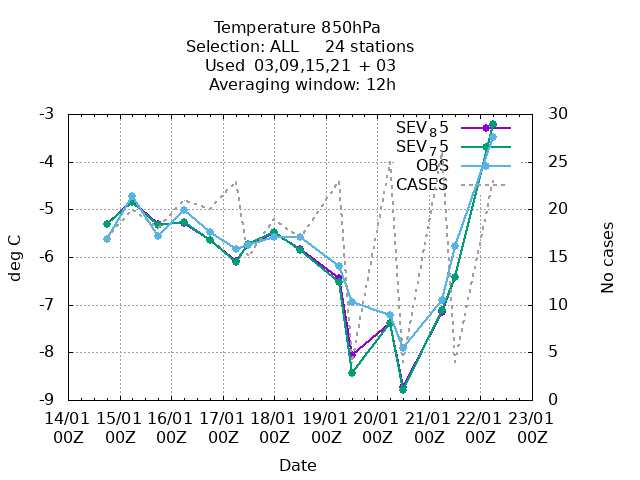 Temperature 850hPa
Selection: ALL 24 stations
Used 03,09,15,21 + 03
Averaging window: 12h
-3
-4
-5
-6
-7
-8
-9
deg C
30
25
20
15
10
5
0
No cases
SEV₈5
SEV₇5
OBS
CASES
14/01 15/01 16/01 17/01 18/01 19/01 20/01 21/01 22/01 23/01
00Z 00Z 00Z 00Z 00Z 00Z 00Z 00Z 00Z 00Z
Date